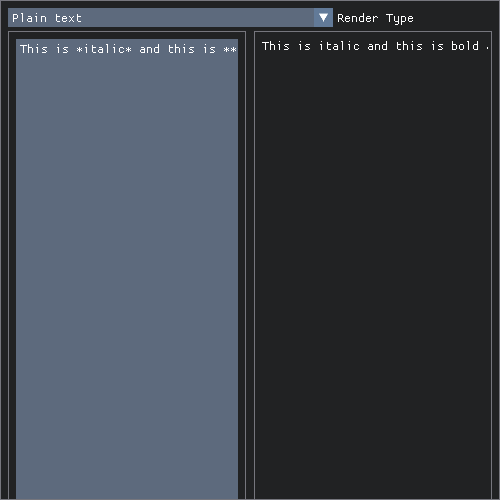 Plain text
Render Type
This is *italic* and this is **
This is italic and this is bold .